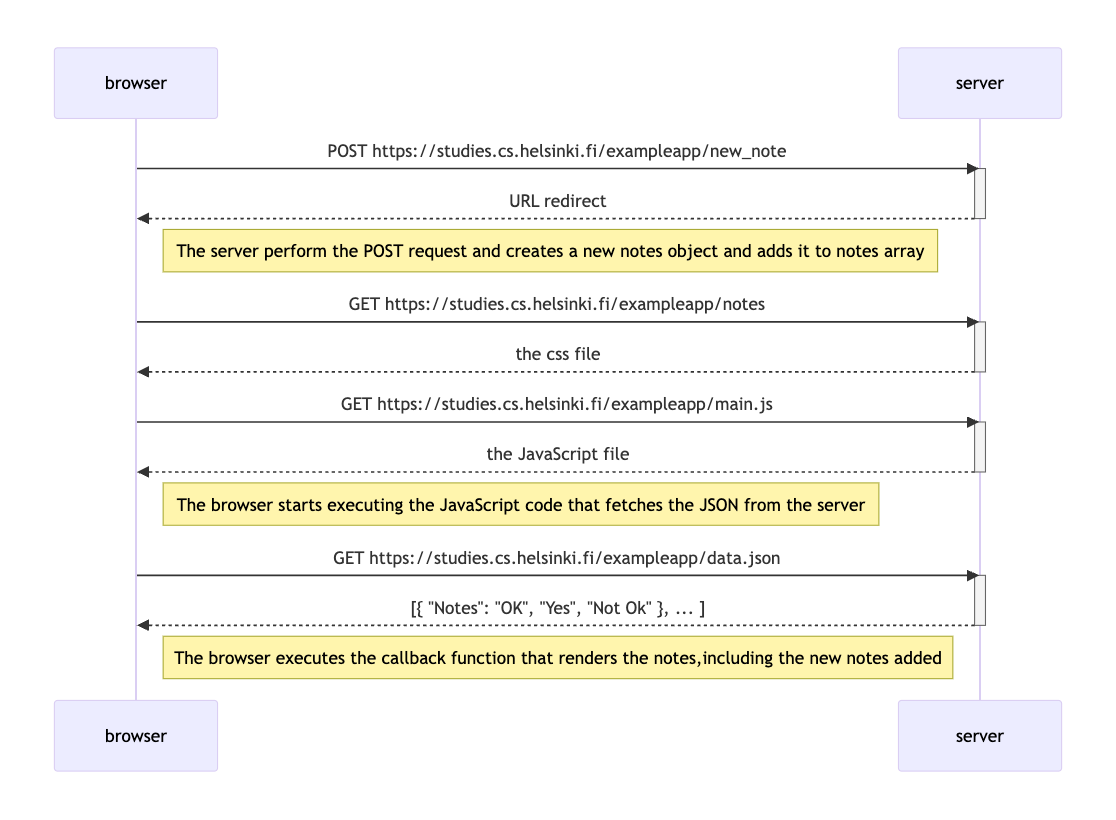 browser
server
POST https://studies.cs.helsinki.fi/exampleapp/new_note
URL redirect
The server perform the POST request and creates a new notes object and adds it to notes array
GET https://studies.cs.helsinki.fi/exampleapp/notes
the css file
GET https://studies.cs.helsinki.fi/exampleapp/main.js
the JavaScript file
The browser starts executing the JavaScript code that fetches the JSON from the server
GET https://studies.cs.helsinki.fi/exampleapp/data.json
[{ "Notes": "OK", "Yes", "Not Ok" }, ... ]
The browser executes the callback function that renders the notes,including the new notes added
browser
server